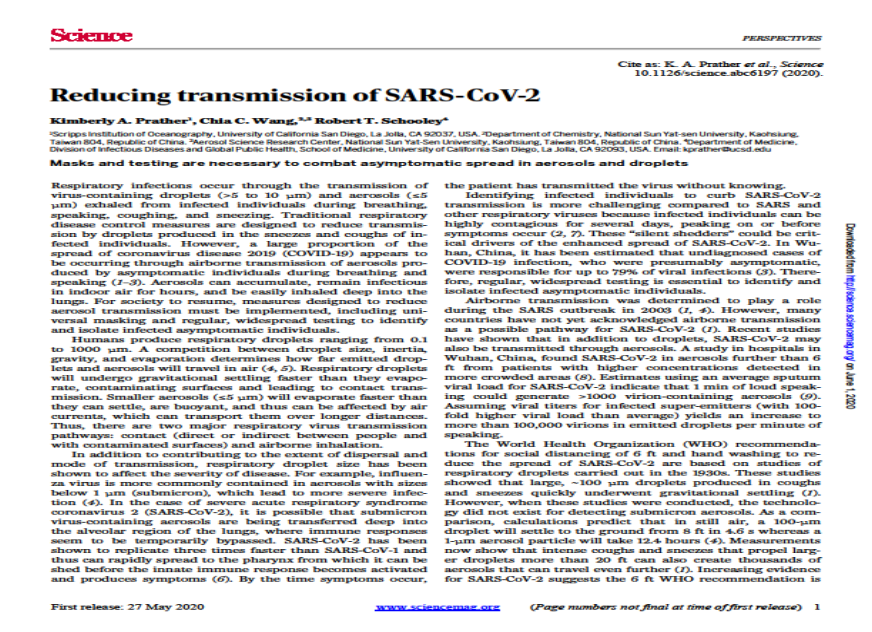 Science
PERSPECTIVES
Cite as: K. A. Prather et al., Science
10.1126/science.abc6197 (2020).
Reducing transmission of SARS-CoV-2
Kimberly A. Prather¹, Chia C. Wang,²,³ Robert T. Schooley⁴
¹Scripps Institution of Oceanography, University of California San Diego, La Jolla, CA 92037, USA. ²Department of Chemistry, National Sun Yat-sen University, Kaohsiung,
Taiwan 804, Republic of China. ³Aerosol Science Research Center, National Sun Yat-Sen University, Kaohsiung, Taiwan 804, Republic of China. ⁴Department of Medicine,
Division of Infectious Diseases and Global Public Health, School of Medicine, University of California San Diego, La Jolla, CA 92093, USA. Email: kprather@ucsd.edu
Masks and testing are necessary to combat asymptomatic spread in aerosols and droplets
Respiratory infections occur through the transmission of
virus-containing droplets (>5 to 10 μm) and aerosols (≤5
μm) exhaled from infected individuals during breathing,
speaking, coughing, and sneezing. Traditional respiratory
disease control measures are designed to reduce transmis-
sion by droplets produced in the sneezes and coughs of in-
fected individuals. However, a large proportion of the
spread of coronavirus disease 2019 (COVID-19) appears to
be occurring through airborne transmission of aerosols pro-
duced by asymptomatic individuals during breathing and
speaking (1–3). Aerosols can accumulate, remain infectious
in indoor air for hours, and be easily inhaled deep into the
lungs. For society to resume, measures designed to reduce
aerosol transmission must be implemented, including uni-
versal masking and regular, widespread testing to identify
and isolate infected asymptomatic individuals.
Humans produce respiratory droplets ranging from 0.1
to 1000 μm. A competition between droplet size, inertia,
gravity, and evaporation determines how far emitted drop-
lets and aerosols will travel in air (4, 5). Respiratory droplets
will undergo gravitational settling faster than they evapo-
rate, contaminating surfaces and leading to contact trans-
mission. Smaller aerosols (≤5 μm) will evaporate faster than
they can settle, are buoyant, and thus can be affected by air
currents, which can transport them over longer distances.
Thus, there are two major respiratory virus transmission
pathways: contact (direct or indirect between people and
with contaminated surfaces) and airborne inhalation.
In addition to contributing to the extent of dispersal and
mode of transmission, respiratory droplet size has been
shown to affect the severity of disease. For example, influen-
za virus is more commonly contained in aerosols with sizes
below 1 μm (submicron), which lead to more severe infec-
tion (4). In the case of severe acute respiratory syndrome
coronavirus 2 (SARS-CoV-2), it is possible that submicron
virus-containing aerosols are being transferred deep into
the alveolar region of the lungs, where immune responses
seem to be temporarily bypassed. SARS-CoV-2 has been
shown to replicate three times faster than SARS-CoV-1 and
thus can rapidly spread to the pharynx from which it can be
shed before the innate immune response becomes activated
and produces symptoms (6). By the time symptoms occur,
the patient has transmitted the virus without knowing.
Identifying infected individuals to curb SARS-CoV-2
transmission is more challenging compared to SARS and
other respiratory viruses because infected individuals can be
highly contagious for several days, peaking on or before
symptoms occur (2, 7). These “silent shedders” could be crit-
ical drivers of the enhanced spread of SARS-CoV-2. In Wu-
han, China, it has been estimated that undiagnosed cases of
COVID-19 infection, who were presumably asymptomatic,
were responsible for up to 79% of viral infections (3). There-
fore, regular, widespread testing is essential to identify and
isolate infected asymptomatic individuals.
Airborne transmission was determined to play a role
during the SARS outbreak in 2003 (1, 4). However, many
countries have not yet acknowledged airborne transmission
as a possible pathway for SARS-CoV-2 (1). Recent studies
have shown that in addition to droplets, SARS-CoV-2 may
also be transmitted through aerosols. A study in hospitals in
Wuhan, China, found SARS-CoV-2 in aerosols further than 6
ft from patients with higher concentrations detected in
more crowded areas (8). Estimates using an average sputum
viral load for SARS-CoV-2 indicate that 1 min of loud speak-
ing could generate >1000 virion-containing aerosols (9).
Assuming viral titers for infected super-emitters (with 100-
fold higher viral load than average) yields an increase to
more than 100,000 virions in emitted droplets per minute of
speaking.
The World Health Organization (WHO) recommenda-
tions for social distancing of 6 ft and hand washing to re-
duce the spread of SARS-CoV-2 are based on studies of
respiratory droplets carried out in the 1930s. These studies
showed that large, ~100 μm droplets produced in coughs
and sneezes quickly underwent gravitational settling (1).
However, when these studies were conducted, the technolo-
gy did not exist for detecting submicron aerosols. As a com-
parison, calculations predict that in still air, a 100-μm
droplet will settle to the ground from 8 ft in 4.6 s whereas a
1-μm aerosol particle will take 12.4 hours (4). Measurements
now show that intense coughs and sneezes that propel larg-
er droplets more than 20 ft can also create thousands of
aerosols that can travel even further (1). Increasing evidence
for SARS-CoV-2 suggests the 6 ft WHO recommendation is
Downloaded from http://science.sciencemag.org/ on June 1, 2020
First release: 27 May 2020
www.sciencemag.org
(Page numbers not final at time of first release)
1